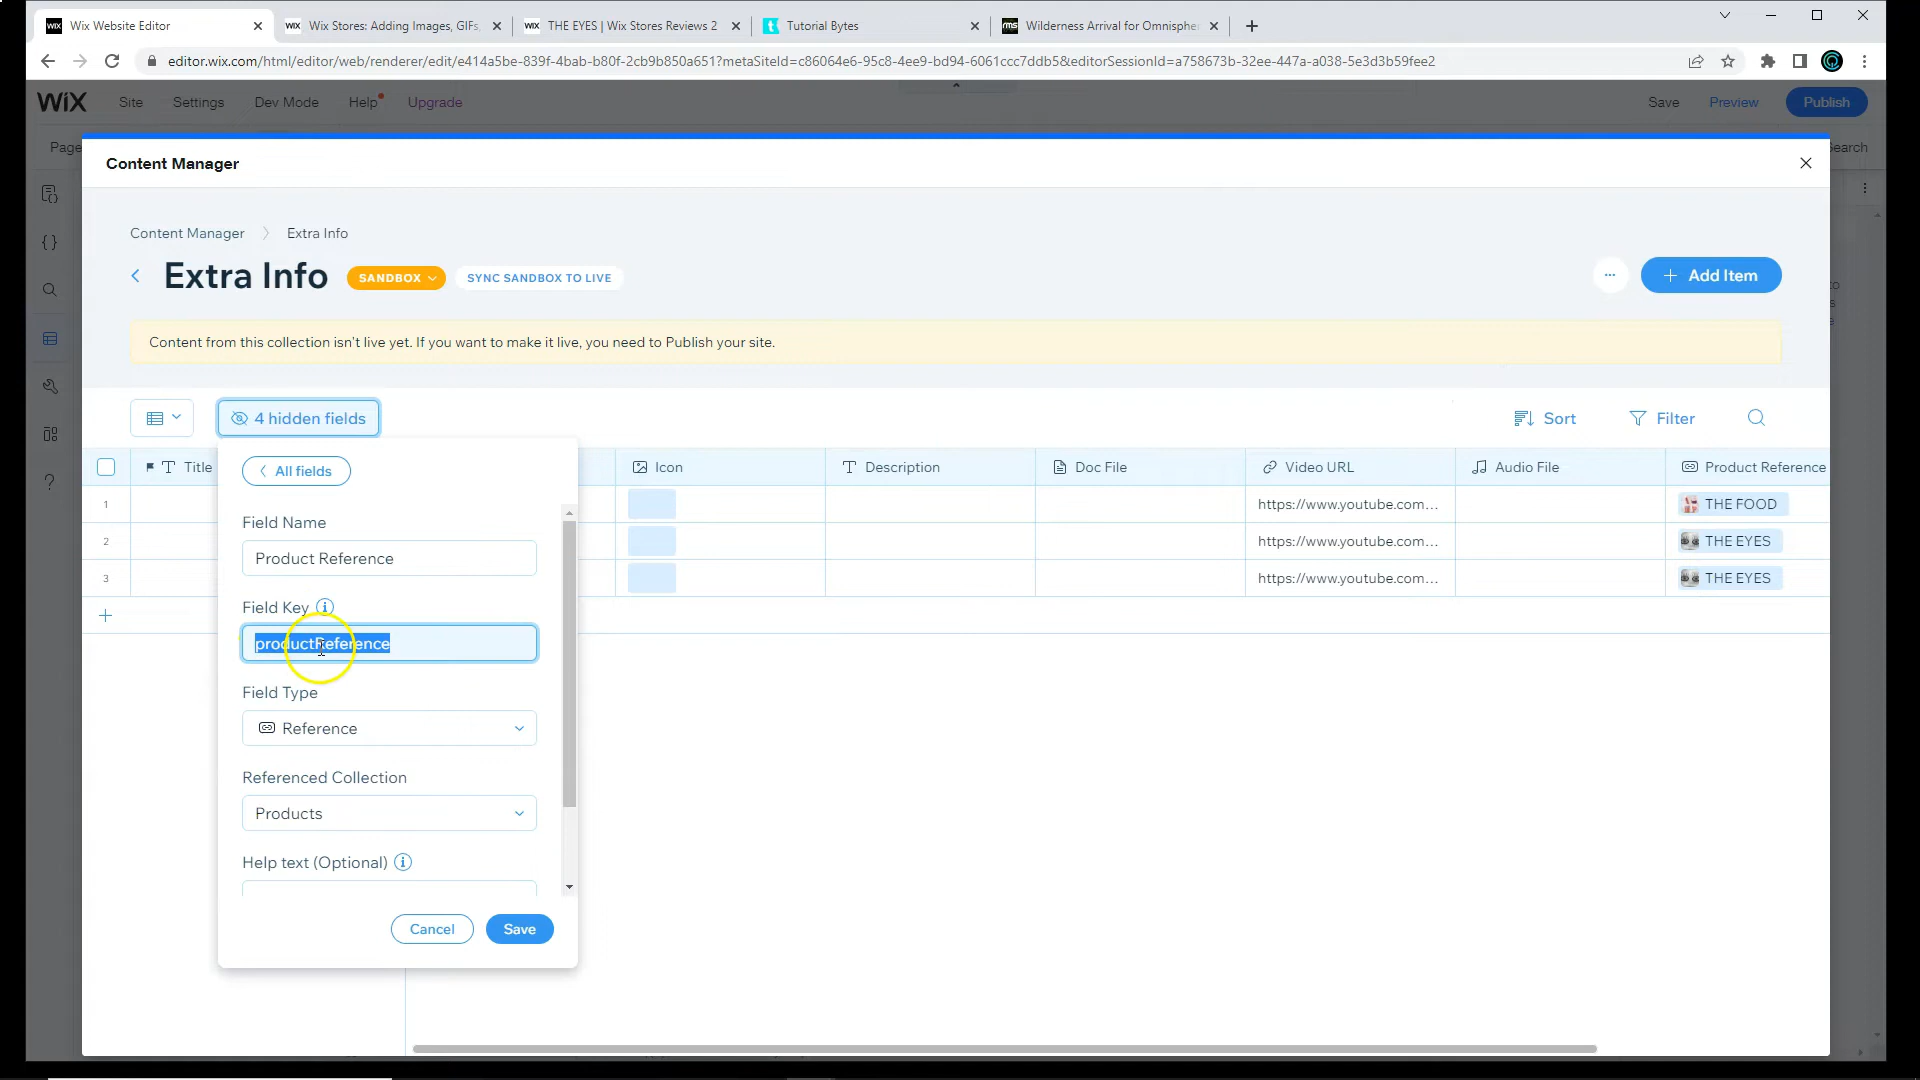 Wix Website Editor
Wix Stores: Adding Images, GIFs,
THE EYES | Wix Stores Reviews 2
Tutorial Bytes
Wilderness Arrival for Omnisphe
editor.wix.com/html/editor/web/renderer/edit/e414a5be-839f-4bab-b80f-2cb9b850a651?metaSiteId=c86064e6-95c8-4ee9-bd94-6061ccc7ddb5&editorSessionId=a758673b-32ee-447a-a038-5e3d3b59fee2
WiX Site Settings Dev Mode Help Upgrade Save Preview Publish
Page
Search
Content Manager
Content Manager Extra Info
Extra Info SANDBOX SYNC SANDBOX TO LIVE ... + Add Item
Content from this collection isn't live yet. If you want to make it live, you need to Publish your site.
4 hidden fields Sort Filter
Title Icon Description Doc File Video URL Audio File Product Reference
1 https://www.youtube.com... THE FOOD
2 https://www.youtube.com... THE EYES
3 https://www.youtube.com... THE EYES
+
All fields
Field Name
Product Reference
Field Key
productReference
Field Type
Reference
Referenced Collection
Products
Help text (Optional)
Cancel Save